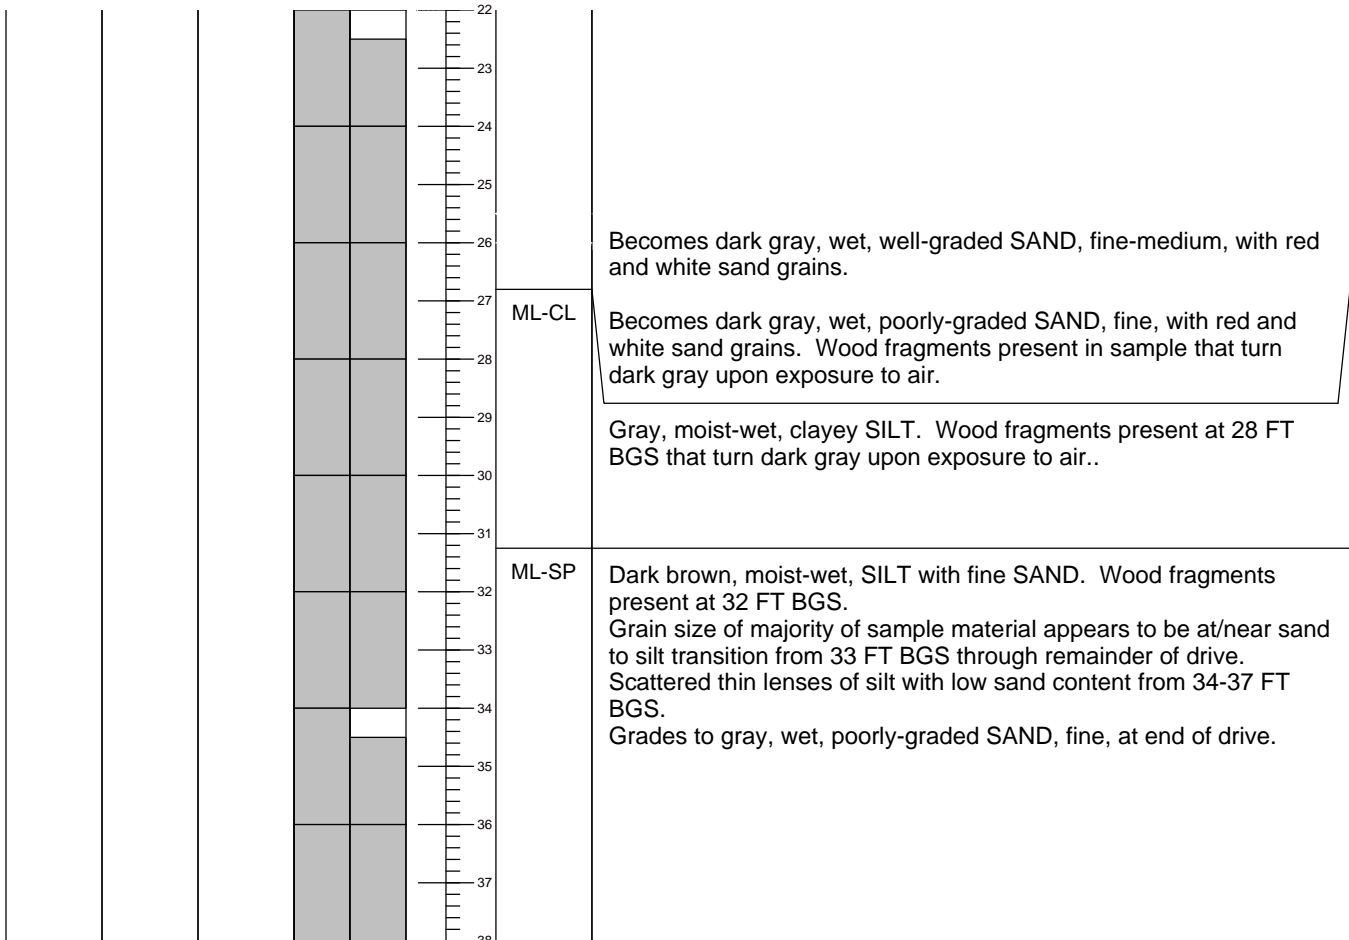 22
23
24
25
26
Becomes dark gray, wet, well-graded SAND, fine-medium, with red
and white sand grains.
27
ML-CL
Becomes dark gray, wet, poorly-graded SAND, fine, with red and
white sand grains.  Wood fragments present in sample that turn
dark gray upon exposure to air.
28
29
Gray, moist-wet, clayey SILT.  Wood fragments present at 28 FT
BGS that turn dark gray upon exposure to air..
30
31
ML-SP
Dark brown, moist-wet, SILT with fine SAND.  Wood fragments
present at 32 FT BGS.
32
Grain size of majority of sample material appears to be at/near sand
to silt transition from 33 FT BGS through remainder of drive.
33
Scattered thin lenses of silt with low sand content from 34-37 FT
BGS.
34
Grades to gray, wet, poorly-graded SAND, fine, at end of drive.
35
36
37
38